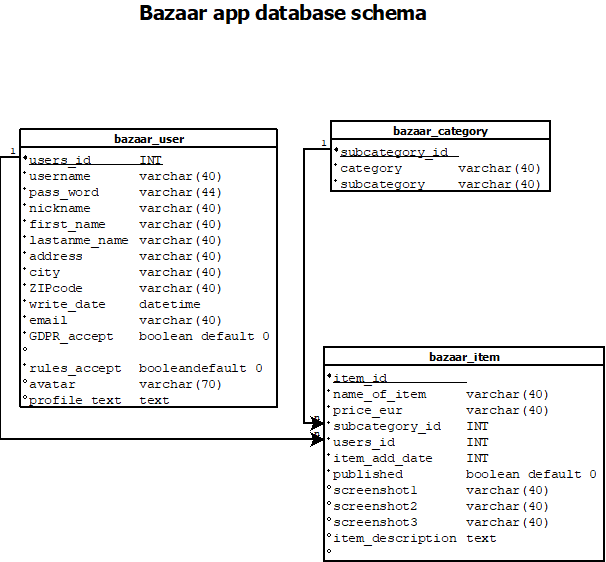 Bazaar app database schema
bazaar_user
1
users_id INT
username varchar(40)
pass_word varchar(44)
nickname varchar(40)
first_name varchar(40)
lastanme_name varchar(40)
address varchar(40)
city varchar(40)
ZIPcode varchar(40)
write_date datetime
email varchar(40)
GDPR_accept boolean default 0
rules_accept booleandefault 0
avatar varchar(70)
profile_text text
bazaar_category
1
subcategory_id
category varchar(40)
subcategory varchar(40)
bazaar_item
item_id
name_of_item varchar(40)
price_eur varchar(40)
n
subcategory_id INT
n
users_id INT
item_add_date INT
published boolean default 0
screenshot1 varchar(40)
screenshot2 varchar(40)
screenshot3 varchar(40)
item_description text